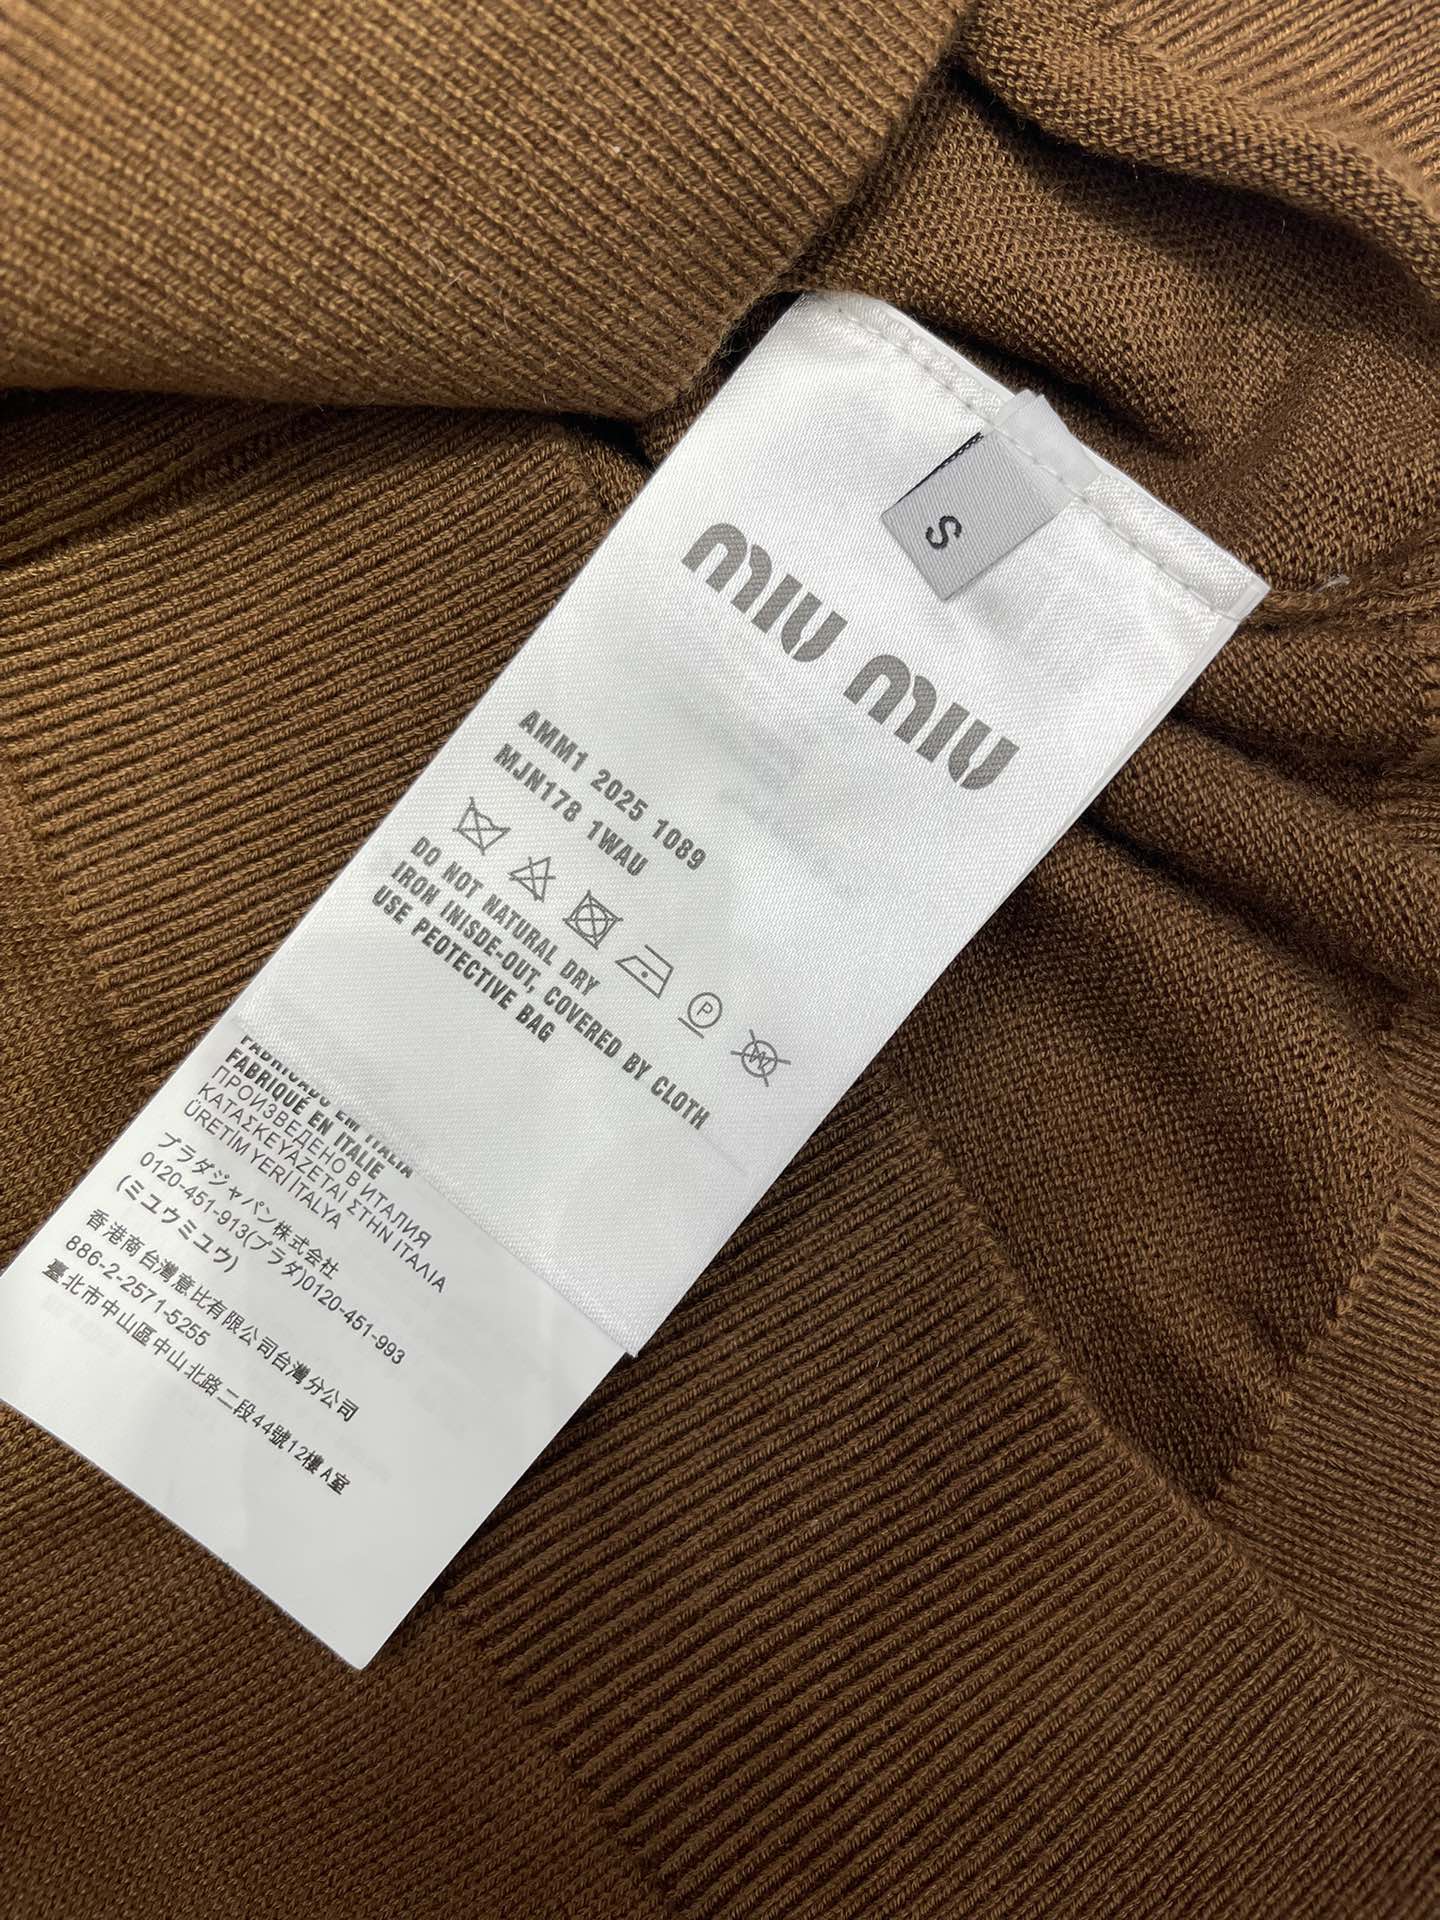 S
miu miu
AMM1 2025 1089
MJN178 1WAU
P
W
DO NOT NATURAL DRY
IRON INISDE-OUT, COVERED BY CLOTH
USE PEOTECTIVE BAG
FABRICADO EM ITALIA
FABRIQUÉ EN ITALIE
ПРОИЗВЕДЕНО В ИТАЛИЯ
ΚΑΤΑΣΚΕΥΆΖΕΤΑΙ ΣΤΗΝ ΙΤΑΛΙΑ
ÜRETİM YERİ İTALYA
プラダジャパン株式会社
0120-451-913(プラダ)0120-451-993
(ミユウミユウ)
香港商台灣意比有限公司台灣分公司
886-2-2571-5255
臺北市中山區中山北路二段44號12樓A室